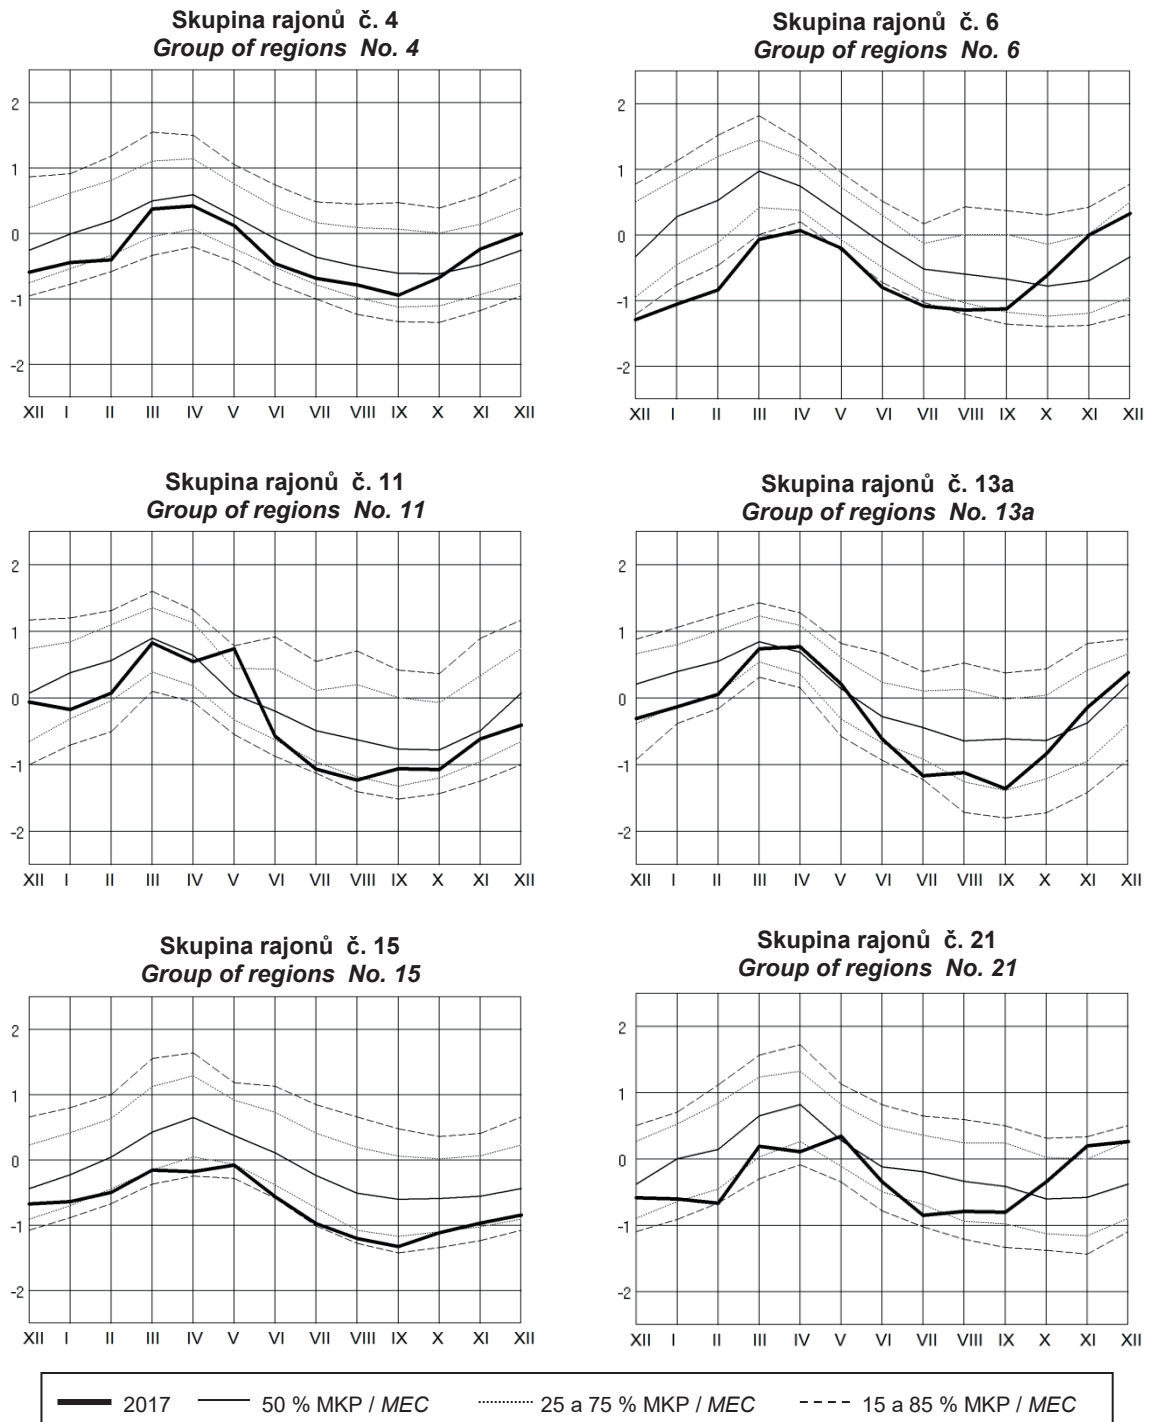 Skupina rajonů č. 4
Group of regions No. 4
2
1
0
-1
-2
XII I II III IV V VI VII VIII IX X XI XII
Skupina rajonů č. 6
Group of regions No. 6
2
1
0
-1
-2
XII I II III IV V VI VII VIII IX X XI XII
Skupina rajonů č. 11
Group of regions No. 11
2
1
0
-1
-2
XII I II III IV V VI VII VIII IX X XI XII
Skupina rajonů č. 13a
Group of regions No. 13a
2
1
0
-1
-2
XII I II III IV V VI VII VIII IX X XI XII
Skupina rajonů č. 15
Group of regions No. 15
2
1
0
-1
-2
XII I II III IV V VI VII VIII IX X XI XII
Skupina rajonů č. 21
Group of regions No. 21
2
1
0
-1
-2
XII I II III IV V VI VII VIII IX X XI XII
2017 50 % MKP / MEC 25 a 75 % MKP / MEC 15 a 85 % MKP / MEC